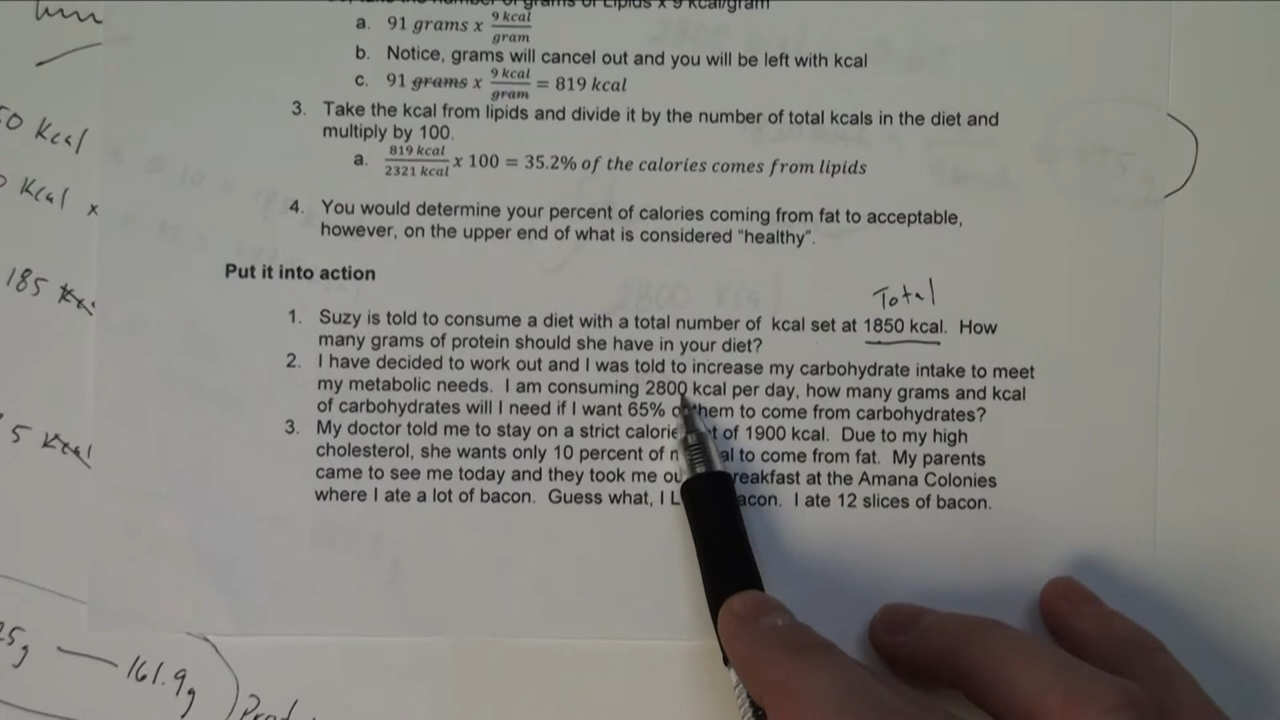 of Lipids x 9 kcal/gram
a. 91 grams x 9 kcal/gram
b. Notice, grams will cancel out and you will be left with kcal
c. 91 grams x 9 kcal/gram = 819 kcal
3. Take the kcal from lipids and divide it by the number of total kcals in the diet and
multiply by 100.
a. 819 kcal/2321 kcal x 100 = 35.2% of the calories comes from lipids
4. You would determine your percent of calories coming from fat to acceptable,
however, on the upper end of what is considered "healthy".
Put it into action
Total
1. Suzy is told to consume a diet with a total number of kcal set at 1850 kcal. How
many grams of protein should she have in your diet?
2. I have decided to work out and I was told to increase my carbohydrate intake to meet
my metabolic needs. I am consuming 2800 kcal per day, how many grams and kcal
of carbohydrates will I need if I want 65% them to come from carbohydrates?
3. My doctor told me to stay on a strict calorie of 1900 kcal. Due to my high
cholesterol, she wants only 10 percent of to come from fat. My parents
came to see me today and they took me breakfast at the Amana Colonies
where I ate a lot of bacon. Guess what, I bacon. I ate 12 slices of bacon.
Kcal
Kcal x
185 Kcal
5 Kcal
25g — 161.9g